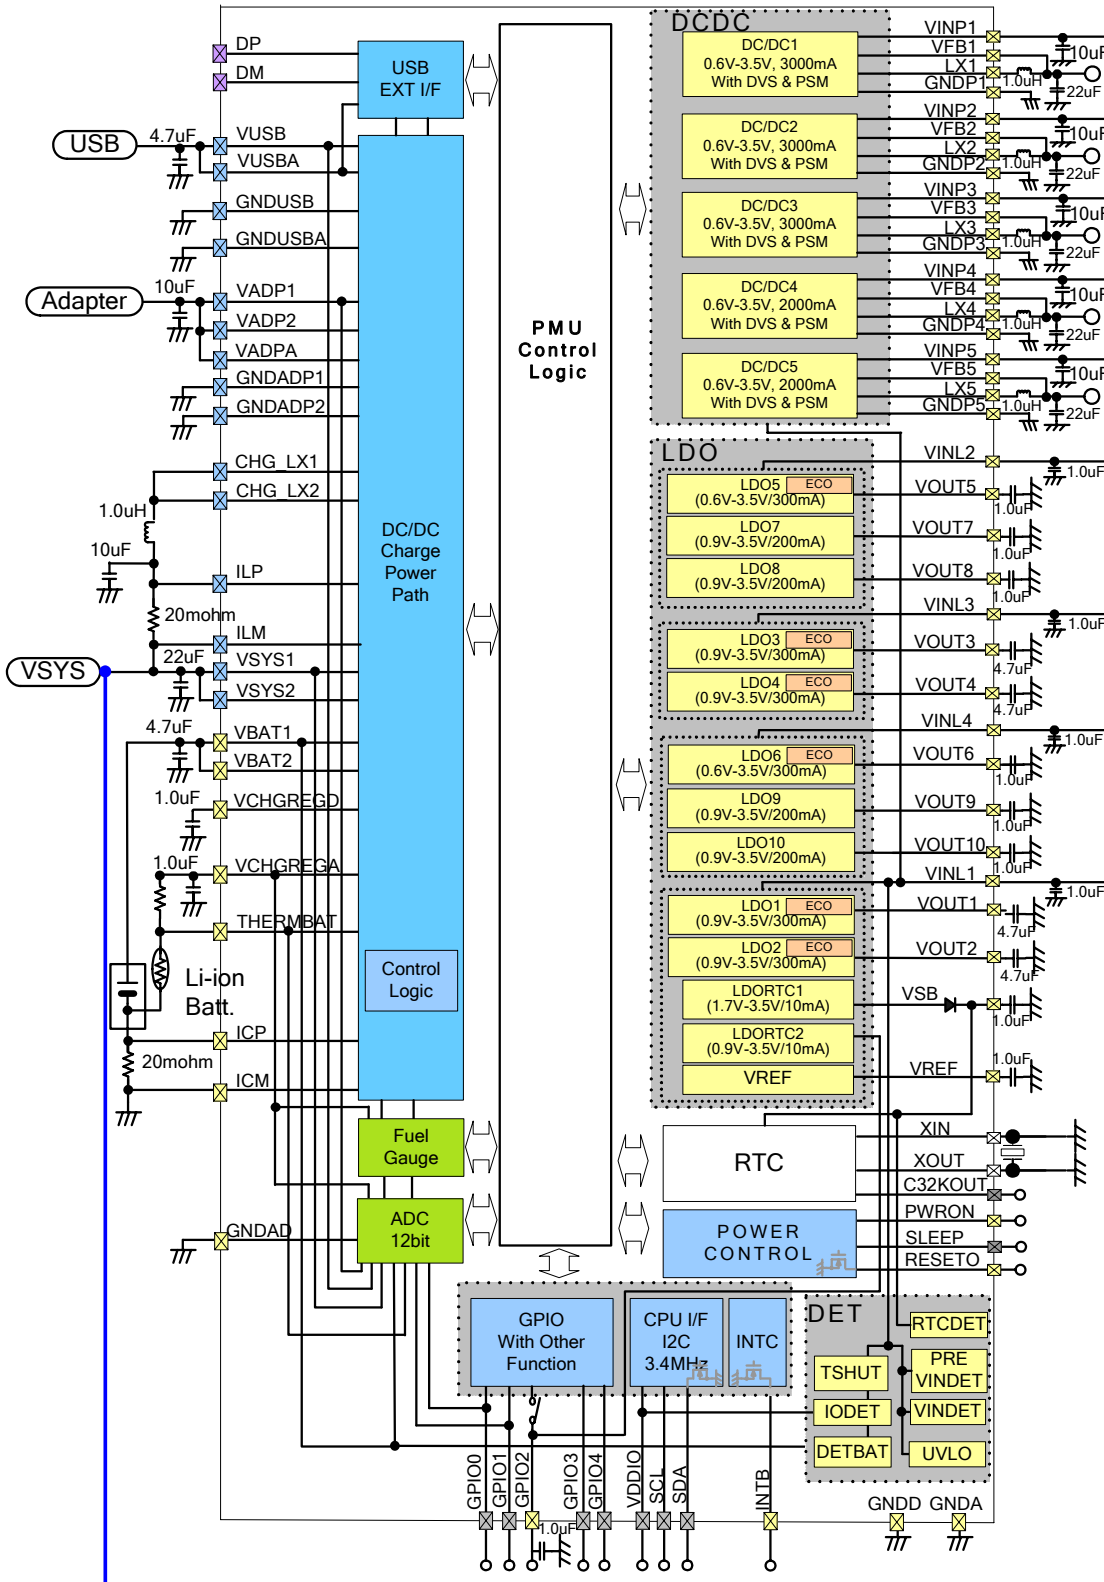 DP
DM
USB
4.7uF
VUSB
VUSBA
GNDUSB
GNDUSBA
Adapter
10uF
VADP1
VADP2
VADPA
GNDADP1
GNDADP2
CHG_LX1
CHG_LX2
1.0uH
10uF
ILP
20mohm
ILM
VSYS
22uF
VSYS1
VSYS2
4.7uF
VBAT1
VBAT2
1.0uF
VCHGREGD
1.0uF
VCHGREGA
THERMBAT
Li-ion
Batt.
ICP
20mohm
ICM
GNDAD
USB
EXT I/F
DC/DC
Charge
Power
Path
Control
Logic
Fuel
Gauge
ADC
12bit
PMU
Control
Logic
DCDC
DC/DC1
0.6V-3.5V, 3000mA
With DVS & PSM
DC/DC2
0.6V-3.5V, 3000mA
With DVS & PSM
DC/DC3
0.6V-3.5V, 3000mA
With DVS & PSM
DC/DC4
0.6V-3.5V, 2000mA
With DVS & PSM
DC/DC5
0.6V-3.5V, 2000mA
With DVS & PSM
VINP1
VFB1
LX1
GNDP1
1.0uH
10uF
22uF
VINP2
VFB2
LX2
GNDP2
1.0uH
10uF
22uF
VINP3
VFB3
LX3
GNDP3
1.0uH
10uF
22uF
VINP4
VFB4
LX4
GNDP4
1.0uH
10uF
22uF
VINP5
VFB5
LX5
GNDP5
1.0uH
10uF
22uF
LDO
VINL2
1.0uF
LDO5 ECO
(0.6V-3.5V/300mA)
VOUT5
1.0uF
LDO7
(0.9V-3.5V/200mA)
VOUT7
1.0uF
LDO8
(0.9V-3.5V/200mA)
VOUT8
1.0uF
VINL3
1.0uF
LDO3 ECO
(0.9V-3.5V/300mA)
VOUT3
4.7uF
LDO4 ECO
(0.9V-3.5V/300mA)
VOUT4
4.7uF
VINL4
1.0uF
LDO6 ECO
(0.6V-3.5V/300mA)
VOUT6
1.0uF
LDO9
(0.9V-3.5V/200mA)
VOUT9
1.0uF
LDO10
(0.9V-3.5V/200mA)
VOUT10
1.0uF
VINL1
1.0uF
LDO1 ECO
(0.9V-3.5V/300mA)
VOUT1
4.7uF
LDO2 ECO
(0.9V-3.5V/300mA)
VOUT2
4.7uF
LDORTC1
(1.7V-3.5V/10mA)
VSB
1.0uF
LDORTC2
(0.9V-3.5V/10mA)
VREF
VREF
1.0uF
RTC
XIN
XOUT
C32KOUT
POWER
CONTROL
PWRON
SLEEP
RESETO
GPIO
With Other
Function
CPU I/F
I2C
3.4MHz
INTC
DET
RTCDET
TSHUT
PRE
VINDET
IODET
VINDET
DETBAT
UVLO
GPIO0
GPIO1
GPIO2
GPIO3
GPIO4
VDDIO
SCL
SDA
INTB
1.0uF
GNDD
GNDA